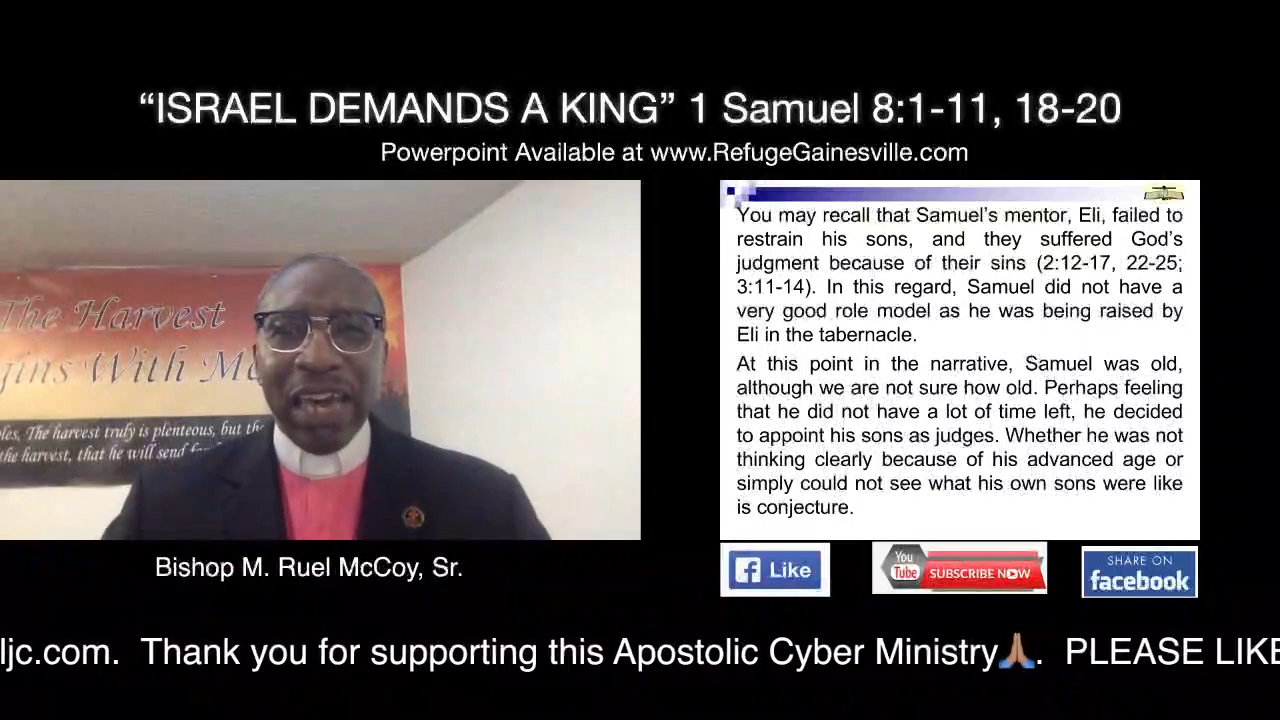 “ISRAEL DEMANDS A KING” 1 Samuel 8:1-11, 18-20
Powerpoint Available at www.RefugeGainesville.com
The Harvest
gins With Me
les, The harvest truly is plenteous, but the
the harvest, that he will send
You may recall that Samuel’s mentor, Eli, failed to
restrain his sons, and they suffered God’s
judgment because of their sins (2:12-17, 22-25;
3:11-14). In this regard, Samuel did not have a
very good role model as he was being raised by
Eli in the tabernacle.
At this point in the narrative, Samuel was old,
although we are not sure how old. Perhaps feeling
that he did not have a lot of time left, he decided
to appoint his sons as judges. Whether he was not
thinking clearly because of his advanced age or
simply could not see what his own sons were like
is conjecture.
Bishop M. Ruel McCoy, Sr.
f Like
You
Tube
SUBSCRIBE NOW
SHARE ON
facebook
ljc.com. Thank you for supporting this Apostolic Cyber Ministry🙏🏽. PLEASE LIKE